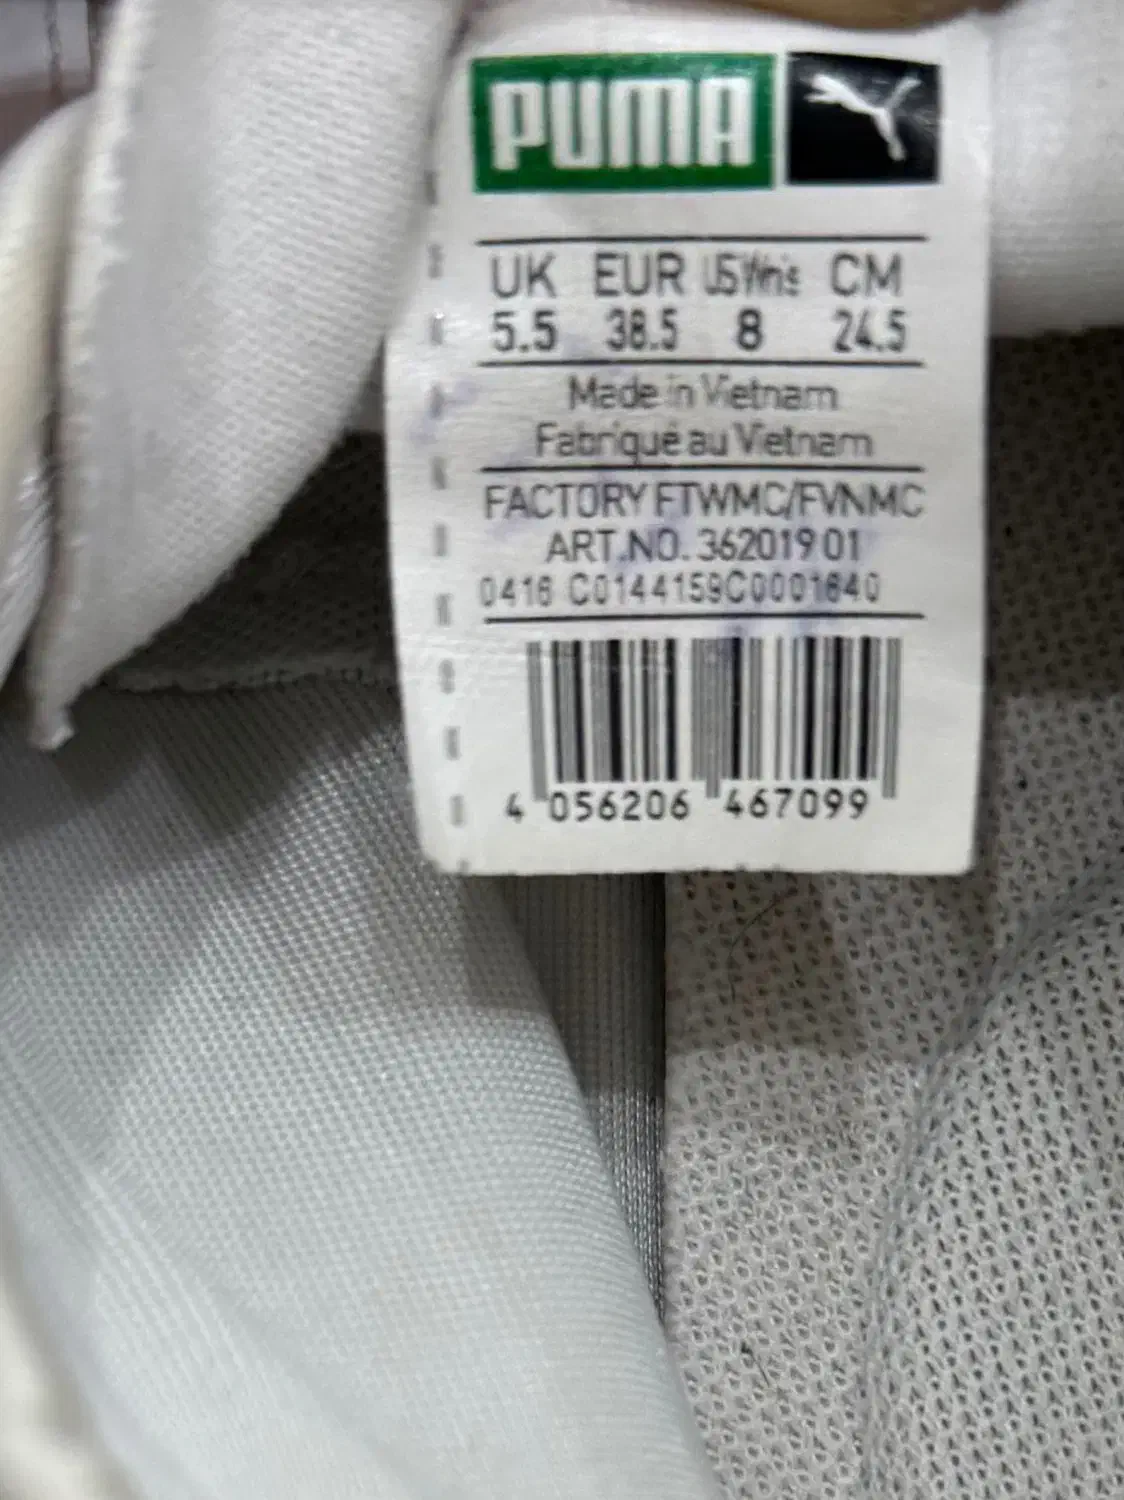 PUMA
UK EUR US Wn's CM
5.5 38.5 8 24.5
Made in Vietnam
Fabriqué au Vietnam
FACTORY FTWMC/FVNMC
ART.NO. 362019 01
0416 C0144159C0001640
4 056206 467099